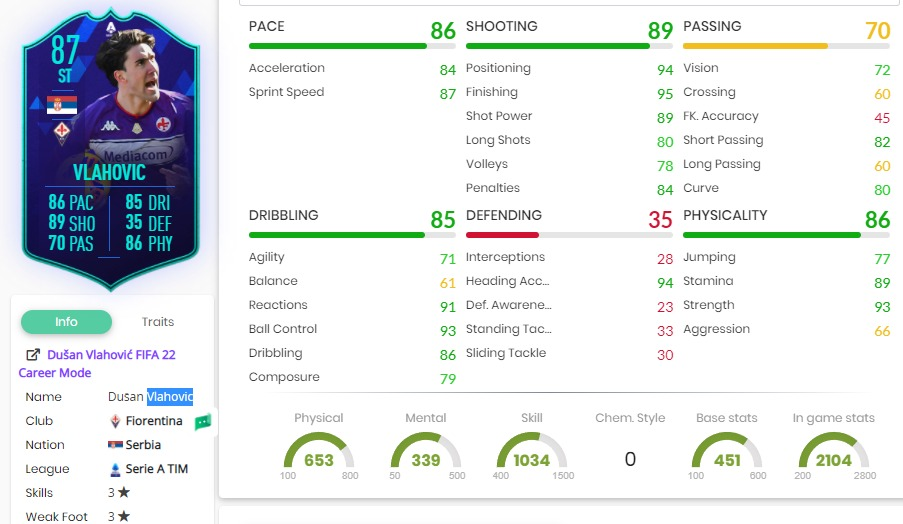 87
ST
Mediacom
VLAHOVIC
86 PAC
85 DRI
89 SHO
35 DEF
70 PAS
86 PHY
Info
Traits
Dušan Vlahović FIFA 22
Career Mode
Name Dušan Vlahović
Club Fiorentina
Nation Serbia
League Serie A TIM
Skills 3 ★
Weak Foot 3 ★
PACE 86
Acceleration 84
Sprint Speed 87
SHOOTING 89
Positioning 94
Finishing 95
Shot Power 89
Long Shots 80
Volleys 78
Penalties 84
PASSING 70
Vision 72
Crossing 60
FK. Accuracy 45
Short Passing 82
Long Passing 60
Curve 80
DRIBBLING 85
Agility 71
Balance 61
Reactions 91
Ball Control 93
Dribbling 86
Composure 79
DEFENDING 35
Interceptions 28
Heading Acc... 94
Def. Awarene... 23
Standing Tac... 33
Sliding Tackle 30
PHYSICALITY 86
Jumping 77
Stamina 89
Strength 93
Aggression 66
Physical
653
100 800
Mental
339
50 500
Skill
1034
400 1500
Chem. Style
0
Base stats
451
100 600
In game stats
2104
200 2800